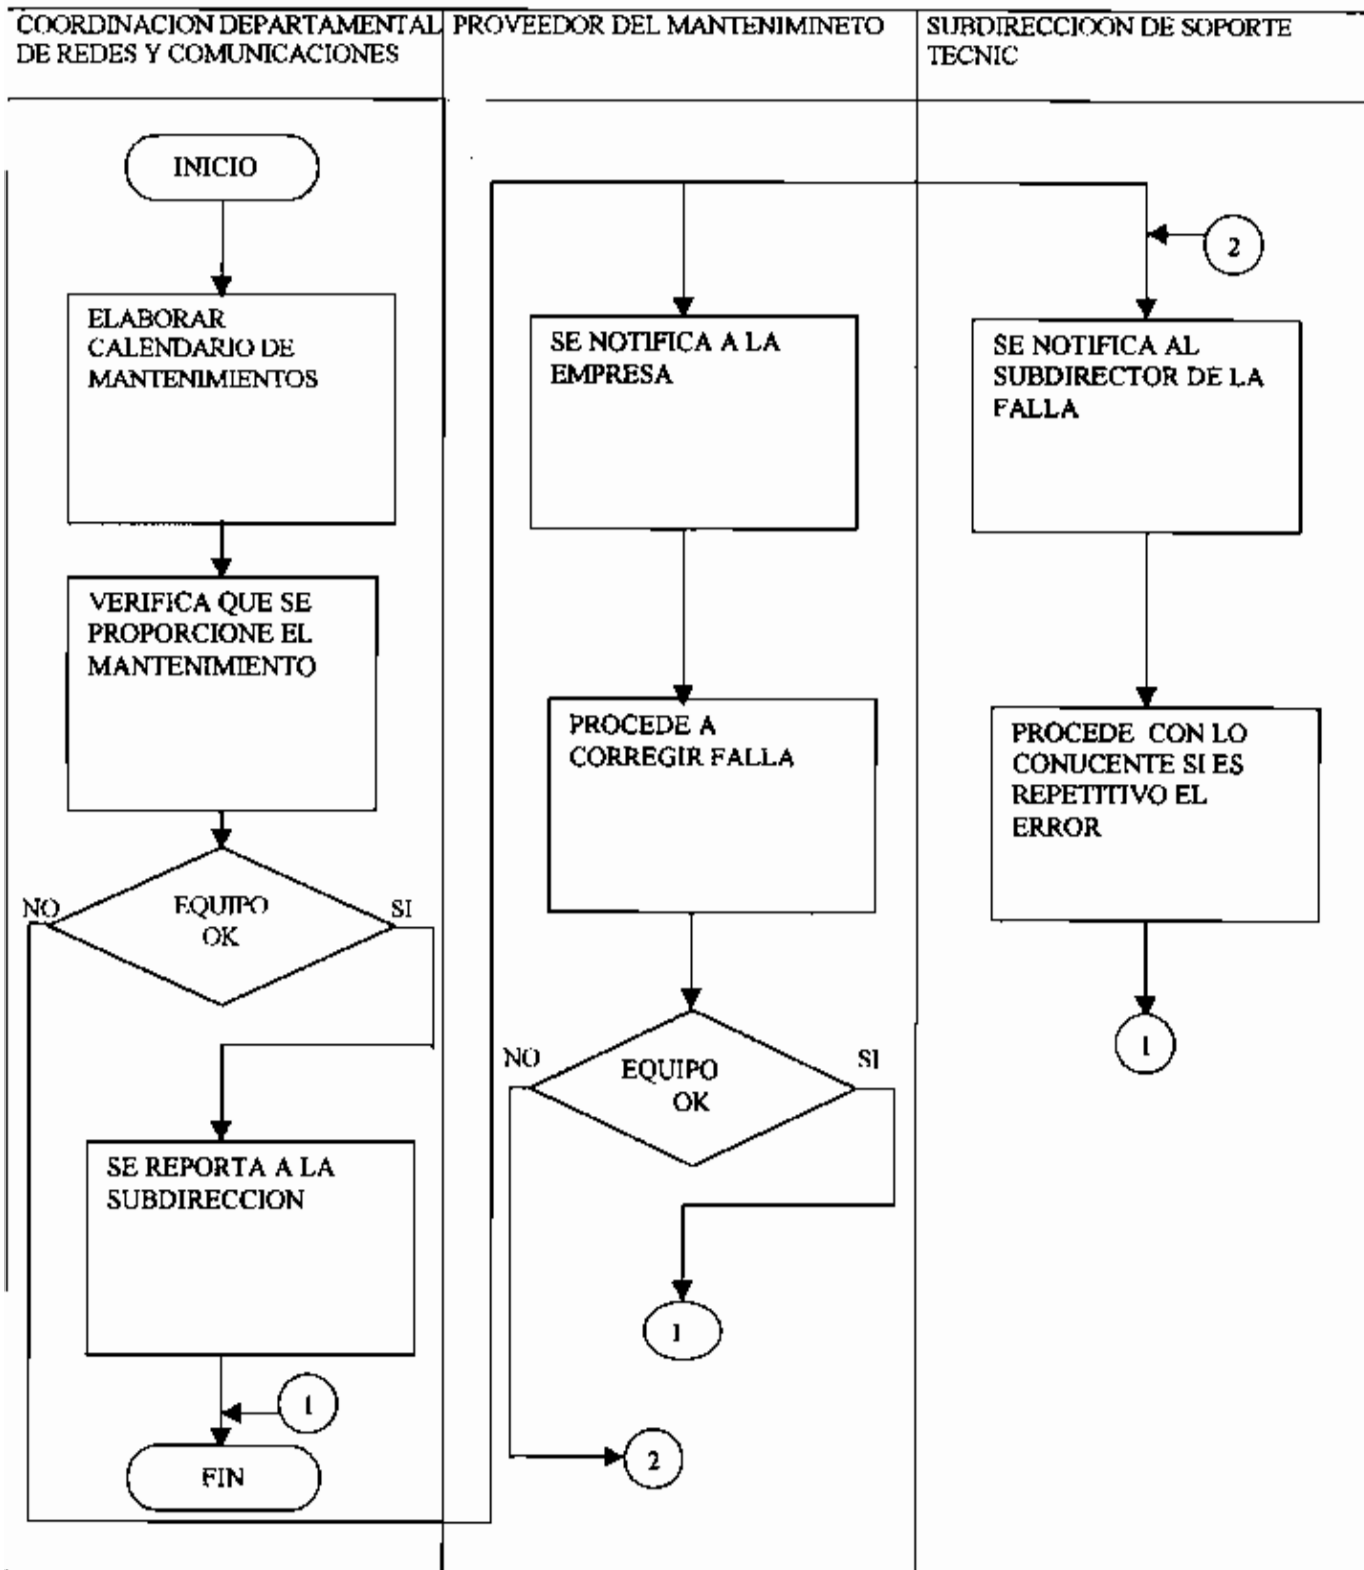 COORDINACION DEPARTAMENTAL
DE REDES Y COMUNICACIONES
PROVEEDOR DEL MANTENIMINETO
SUBDIRECCIOON DE SOPORTE
TECNIC
INICIO
ELABORAR
CALENDARIO DE
MANTENIMIENTOS
VERIFICA QUE SE
PROPORCIONE EL
MANTENIMIENTO
NO
EQUIPO
OK
SI
SE REPORTA A LA
SUBDIRECCION
1
FIN
SE NOTIFICA A LA
EMPRESA
PROCEDE A
CORREGIR FALLA
NO
EQUIPO
OK
SI
1
2
2
SE NOTIFICA AL
SUBDIRECTOR DE LA
FALLA
PROCEDE CON LO
CONUCENTE SI ES
REPETITIVO EL
ERROR
1